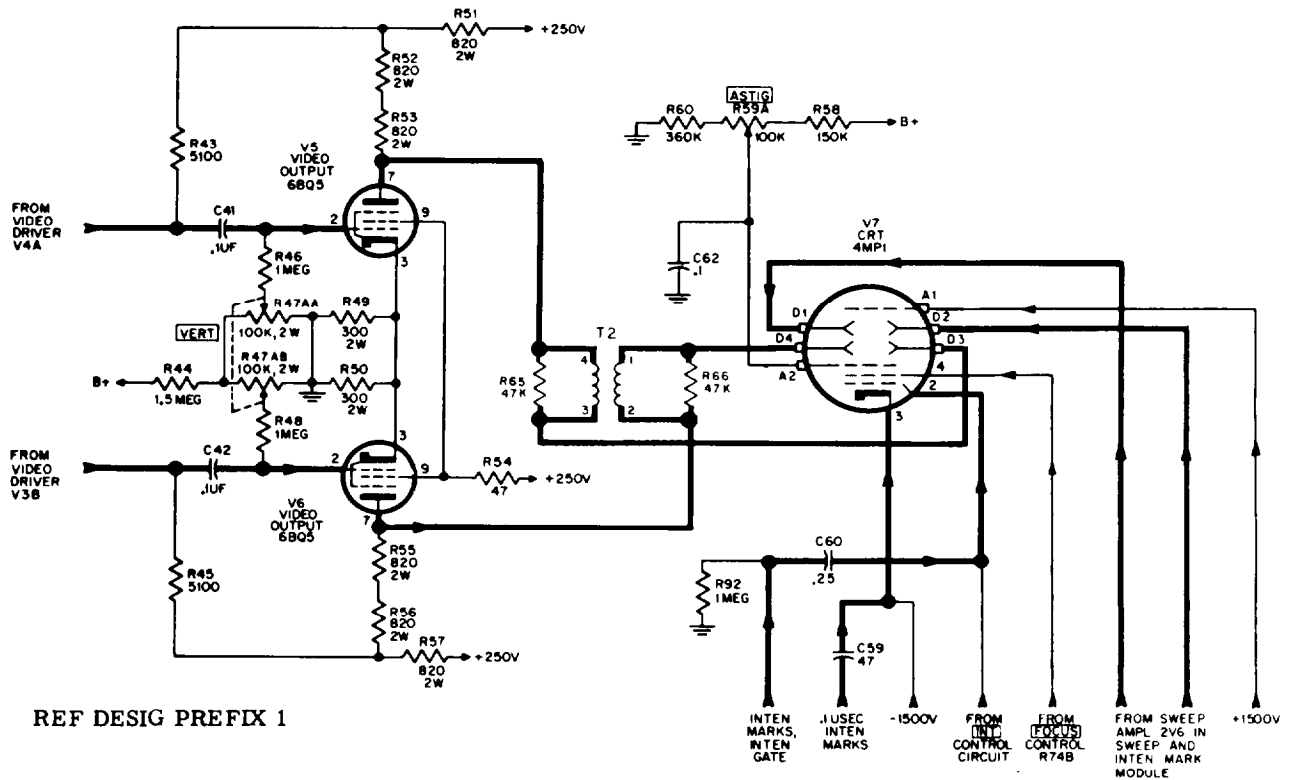 R51
820
2W
+250V
R52
820
2W
R53
820
2W
R43
5100
V5
VIDEO
OUTPUT
6BQ5
7
2
9
3
FROM
VIDEO
DRIVER
V4A
C41
.1UF
R46
1MEG
R47AA
100K, 2W
VERT
R47AB
100K, 2W
R49
300
2W
R50
300
2W
B+
R44
1.5 MEG
R48
1MEG
FROM
VIDEO
DRIVER
V3B
C42
.1UF
3
2
9
7
V6
VIDEO
OUTPUT
6BQ5
R54
47
+250V
R45
5100
R55
820
2W
R56
820
2W
R57
820
2W
+250V
ASTIG
R60
360K
R59A
100K
R58
150K
B+
C62
.1
V7
CRT
4MP1
D1
D4
A2
A1
D2
D3
4
2
3
T2
4
3
1
2
R65
47K
R66
47K
C60
.25
R92
1MEG
C59
47
INTEN
MARKS,
INTEN
GATE
.1 USEC
INTEN
MARKS
-1500V
FROM
INT
CONTROL
CIRCUIT
FROM
FOCUS
CONTROL
R74B
FROM SWEEP
AMPL 2V6 IN
SWEEP AND
INTEN MARK
MODULE
+1500V
REF DESIG PREFIX 1